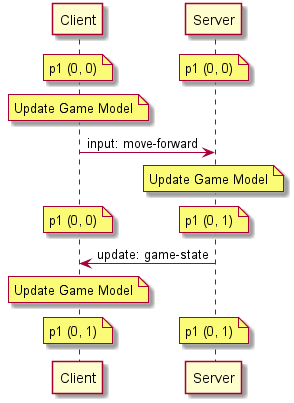 Client Server
p1 (0, 0) p1 (0, 0)
Update Game Model
input: move-forward
Update Game Model
p1 (0, 0) p1 (0, 1)
update: game-state
Update Game Model
p1 (0, 1) p1 (0, 1)
Client Server